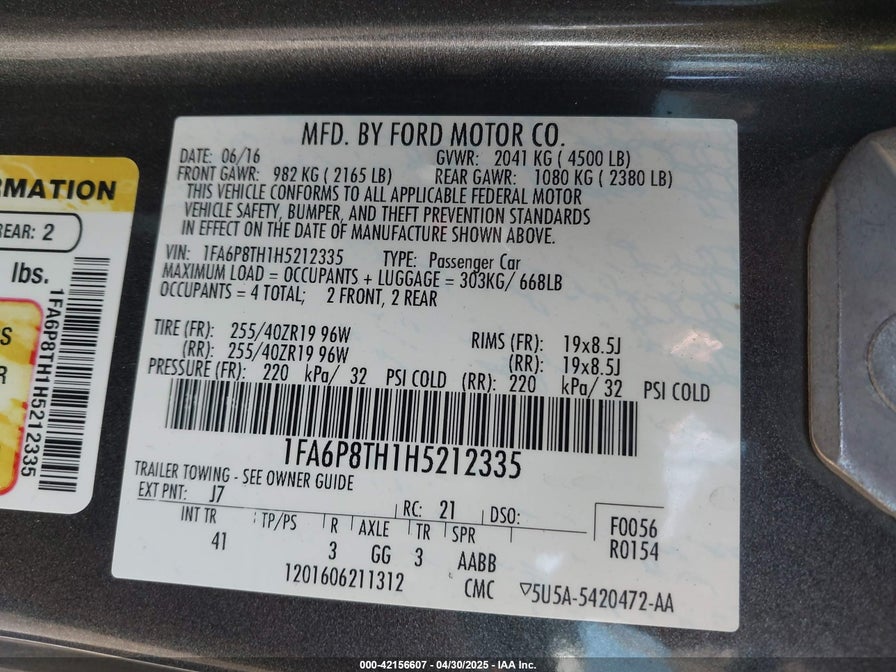 RMATION
REAR: 2
lbs.
1FA6P8TH1H5212335
MFD. BY FORD MOTOR CO.
DATE: 06/16 GVWR: 2041 KG ( 4500 LB)
FRONT GAWR: 982 KG ( 2165 LB) REAR GAWR: 1080 KG ( 2380 LB)
THIS VEHICLE CONFORMS TO ALL APPLICABLE FEDERAL MOTOR
VEHICLE SAFETY, BUMPER, AND THEFT PREVENTION STANDARDS
IN EFFECT ON THE DATE OF MANUFACTURE SHOWN ABOVE.
VIN: 1FA6P8TH1H5212335 TYPE: Passenger Car
MAXIMUM LOAD = OCCUPANTS + LUGGAGE = 303KG/ 668LB
OCCUPANTS = 4 TOTAL; 2 FRONT, 2 REAR
TIRE (FR): 255/40ZR19 96W RIMS (FR): 19x8.5J
(RR): 255/40ZR19 96W (RR): 19x8.5J
PRESSURE (FR): 220 kPa/ 32 PSI COLD (RR): 220 kPa/ 32 PSI COLD
1FA6P8TH1H5212335
TRAILER TOWING - SEE OWNER GUIDE
EXT PNT: J7 RC: 21 DSO:
INT TR TP/PS R AXLE TR SPR F0056
41 3 GG 3 AABB R0154
1201606211312 CMC ▽5U5A-5420472-AA
000-42156607 - 04/30/2025 - IAA Inc.